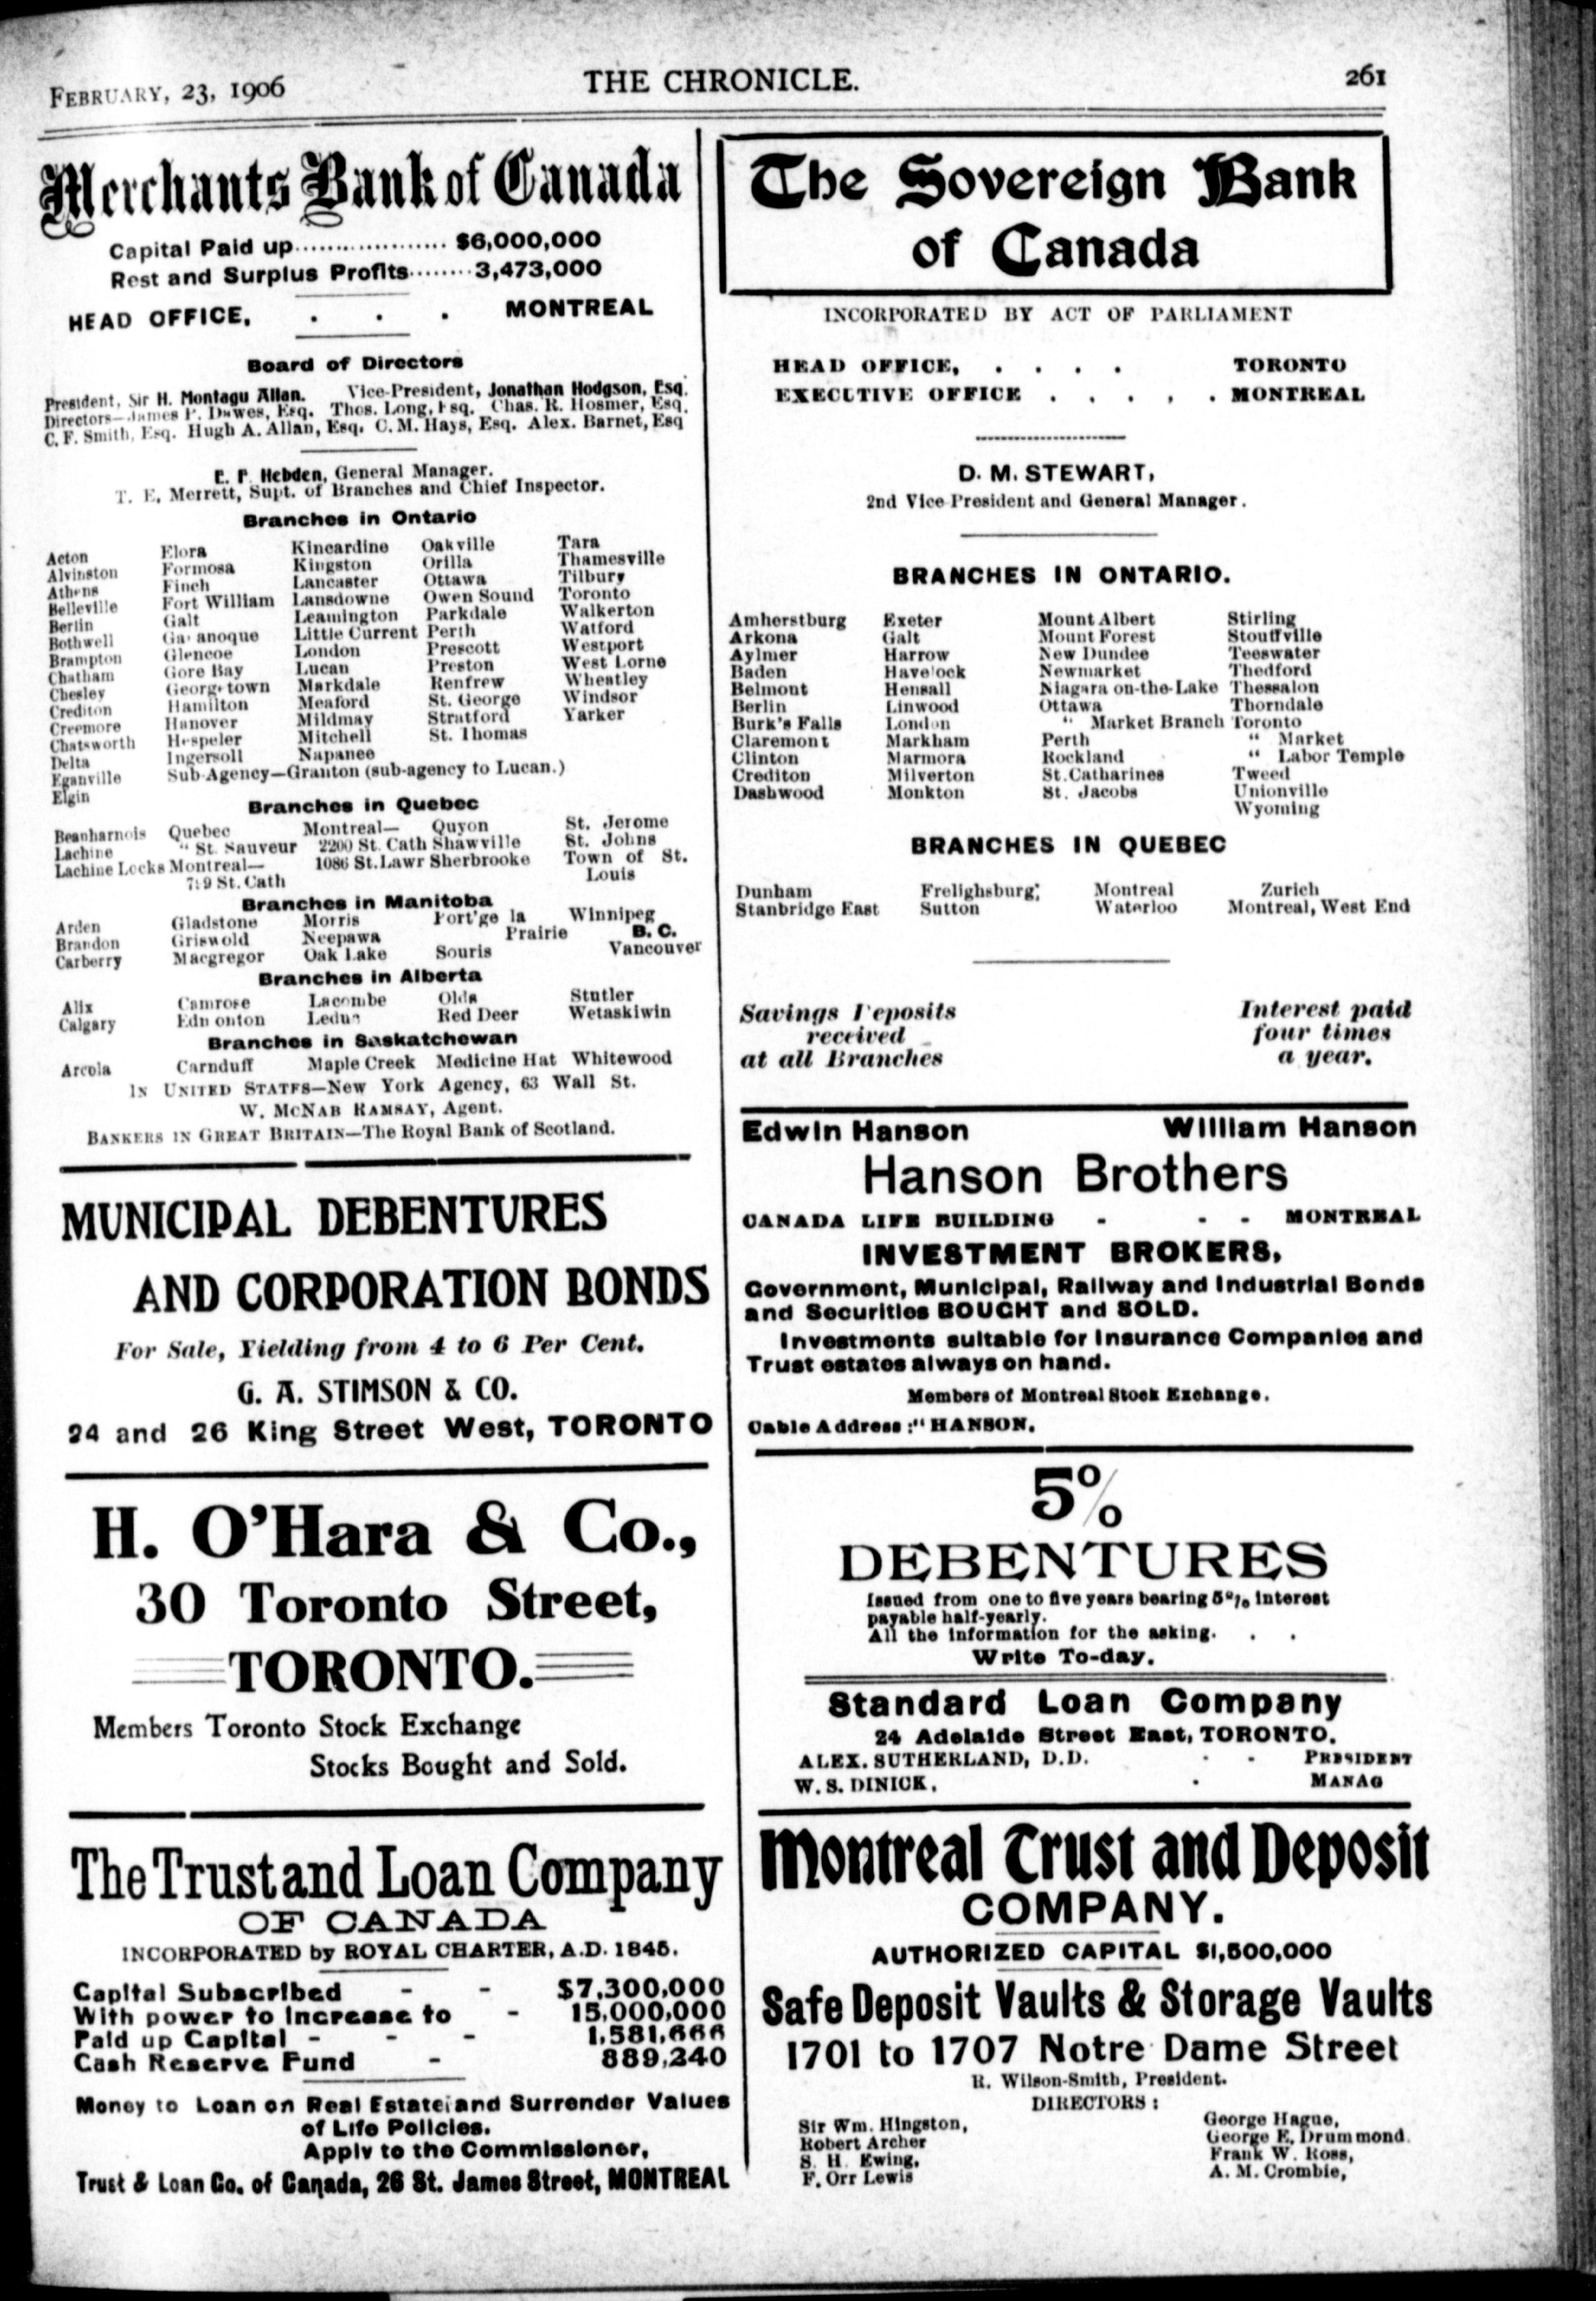 FEBRUARY, 23, 1906 THE CHRONICLE. 261
Merchants Bank of Canada
Capital Paid up................... $6,000,000
Rest and Surplus Profits........ 3,473,000
HEAD OFFICE, . . . MONTREAL
Board of Directors
President, Sir H. Montagu Allan. Vice-President, Jonathan Hodgson, Esq.
Directors—James P. Dawes, Esq. Thos. Long, Esq. Chas. R. Hosmer, Esq.
C. F. Smith, Esq. Hugh A. Allan, Esq. C. M. Hays, Esq. Alex. Barnet, Esq
E. F. Hebden, General Manager.
T. E. Merrett, Supt. of Branches and Chief Inspector.
Branches in Ontario
Acton Elora Kincardine Oakville Tara
Alvinston Formosa Kingston Orilla Thamesville
Athens Finch Lancaster Ottawa Tilbury
Belleville Fort William Lansdowne Owen Sound Toronto
Berlin Galt Leamington Parkdale Walkerton
Bothwell Ga. anoque Little Current Perth Watford
Brampton Glencoe London Prescott Westport
Chatham Gore Bay Lucan Preston West Lorne
Chesley Georgetown Markdale Renfrew Wheatley
Crediton Hamilton Meaford St. George Windsor
Creemore Hanover Mildmay Stratford Yarker
Chatsworth Hespeler Mitchell St. Thomas
Delta Ingersoll Napanee
Eganville Sub-Agency—Granton (sub-agency to Lucan.)
Elgin
Branches in Quebec
Beauharnois Quebec Montreal— Quyon St. Jerome
Lachine " St. Sauveur 2200 St. Cath Shawville St. Johns
Lachine Locks Montreal— 1086 St. Lawr Sherbrooke Town of St.
St. Cath Louis
Branches in Manitoba
Arden Gladstone Morris Port'ge la Winnipeg
Brandon Griswold Neepawa Prairie B. C.
Carberry Macgregor Oak Lake Souris Vancouver
Branches in Alberta
Alix Camrose Lacombe Olds Stutler
Calgary Edmonton Leduc Red Deer Wetaskiwin
Branches in Saskatchewan
Arcola Carnduff Maple Creek Medicine Hat Whitewood
IN UNITED STATES—New York Agency, 63 Wall St.
W. McNAB RAMSAY, Agent.
BANKERS IN GREAT BRITAIN—The Royal Bank of Scotland.
MUNICIPAL DEBENTURES
AND CORPORATION BONDS
For Sale, Yielding from 4 to 6 Per Cent.
G. A. STIMSON & CO.
24 and 26 King Street West, TORONTO
H. O'Hara & Co.,
30 Toronto Street,
TORONTO.
Members Toronto Stock Exchange
Stocks Bought and Sold.
The Trust and Loan Company
OF CANADA
INCORPORATED by ROYAL CHARTER, A.D. 1845.
Capital Subscribed - - $7,300,000
With power to Increase to - 15,000,000
Paid up Capital - - - 1,581,666
Cash Reserve Fund - 889,240
Money to Loan on Real Estate and Surrender Values
of Life Policies.
Apply to the Commissioner,
Trust & Loan Co. of Canada, 26 St. James Street, MONTREAL
The Sovereign Bank
of Canada
INCORPORATED BY ACT OF PARLIAMENT
HEAD OFFICE, . . . . TORONTO
EXECUTIVE OFFICE . . . , . MONTREAL
D. M. STEWART,
2nd Vice-President and General Manager.
BRANCHES IN ONTARIO.
Amherstburg Exeter Mount Albert Stirling
Arkona Galt Mount Forest Stouffville
Aylmer Harrow New Dundee Teeswater
Baden Havelock Newmarket Thedford
Belmont Hensall Niagara-on-the-Lake Thessalon
Berlin Linwood Ottawa Thorndale
Burk's Falls London " Market Branch Toronto
Claremont Markham Perth " Market
Clinton Marmora Rockland " Labor Temple
Crediton Milverton St. Catharines Tweed
Dashwood Monkton St. Jacobs Unionville
Wyoming
BRANCHES IN QUEBEC
Dunham Frelighsburg; Montreal Zurich
Stanbridge East Sutton Waterloo Montreal, West End
Savings Deposits Interest paid
received four times
at all Branches a year.
Edwin Hanson William Hanson
Hanson Brothers
CANADA LIFE BUILDING - - - MONTREAL
INVESTMENT BROKERS,
Government, Municipal, Railway and Industrial Bonds
and Securities BOUGHT and SOLD.
Investments suitable for Insurance Companies and
Trust estates always on hand.
Members of Montreal Stock Exchange.
Cable Address :" HANSON.
5%
DEBENTURES
Issued from one to five years bearing 5% interest
payable half-yearly.
All the information for the asking. . .
Write To-day.
Standard Loan Company
24 Adelaide Street East, TORONTO.
ALEX. SUTHERLAND, D.D. - - PRESIDENT
W. S. DINICK, . MANAG
Montreal Trust and Deposit
COMPANY.
AUTHORIZED CAPITAL $1,500,000
Safe Deposit Vaults & Storage Vaults
1701 to 1707 Notre Dame Street
R. Wilson-Smith, President.
DIRECTORS :
Sir Wm. Hingston, George Hague,
Robert Archer George E. Drummond.
S. H. Ewing, Frank W. Ross,
F. Orr Lewis A. M. Crombie,